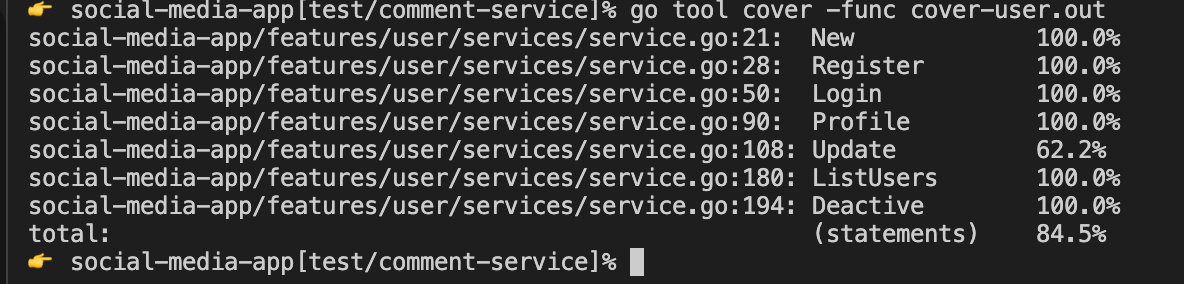 👉 social-media-app[test/comment-service]% go tool cover -func cover-user.out
social-media-app/features/user/services/service.go:21: New 100.0%
social-media-app/features/user/services/service.go:28: Register 100.0%
social-media-app/features/user/services/service.go:50: Login 100.0%
social-media-app/features/user/services/service.go:90: Profile 100.0%
social-media-app/features/user/services/service.go:108: Update 62.2%
social-media-app/features/user/services/service.go:180: ListUsers 100.0%
social-media-app/features/user/services/service.go:194: Deactive 100.0%
total: (statements) 84.5%
👉 social-media-app[test/comment-service]%